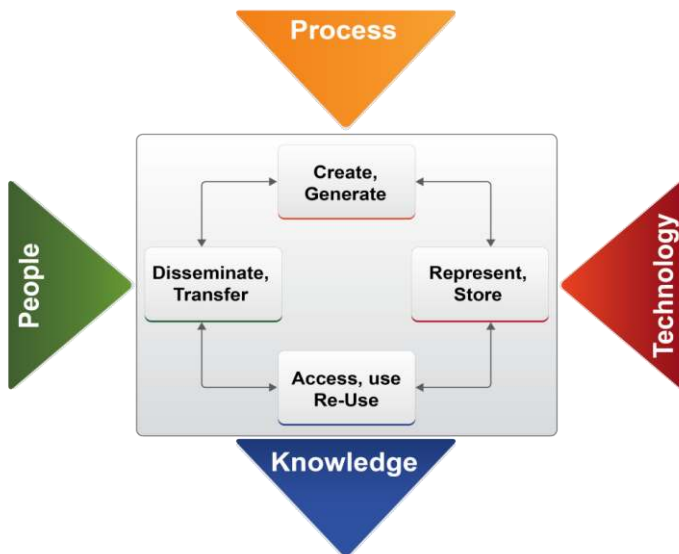 Process
Create,
Generate
People
Disseminate,
Transfer
Represent,
Store
Technology
Access, use
Re-Use
Knowledge